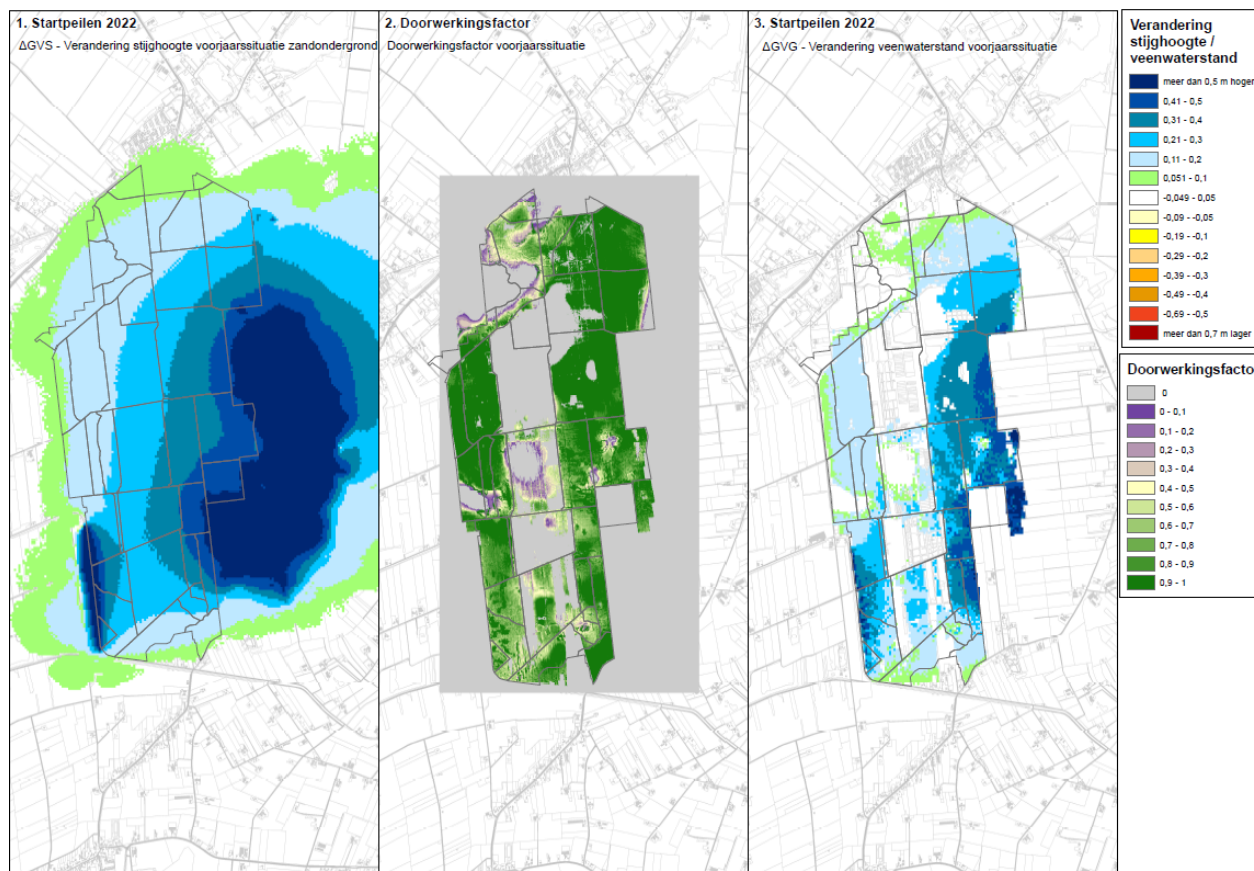 1. Startpeilen 2022
ΔGVS - Verandering stijghoogte voorjaarssituatie zandondergrond
2. Doorwerkingsfactor
Doorwerkingsfactor voorjaarssituatie
3. Startpeilen 2022
ΔGVG - Verandering veenwaterstand voorjaarssituatie
Verandering
stijghoogte /
veenwaterstand
meer dan 0,5 m hoger
0,41 - 0,5
0,31 - 0,4
0,21 - 0,3
0,11 - 0,2
0,051 - 0,1
-0,049 - 0,05
-0,09 - -0,05
-0,19 - -0,1
-0,29 - -0,2
-0,39 - -0,3
-0,49 - -0,4
-0,69 - -0,5
meer dan 0,7 m lager
Doorwerkingsfacto
0
0 - 0,1
0,1 - 0,2
0,2 - 0,3
0,3 - 0,4
0,4 - 0,5
0,5 - 0,6
0,6 - 0,7
0,7 - 0,8
0,8 - 0,9
0,9 - 1